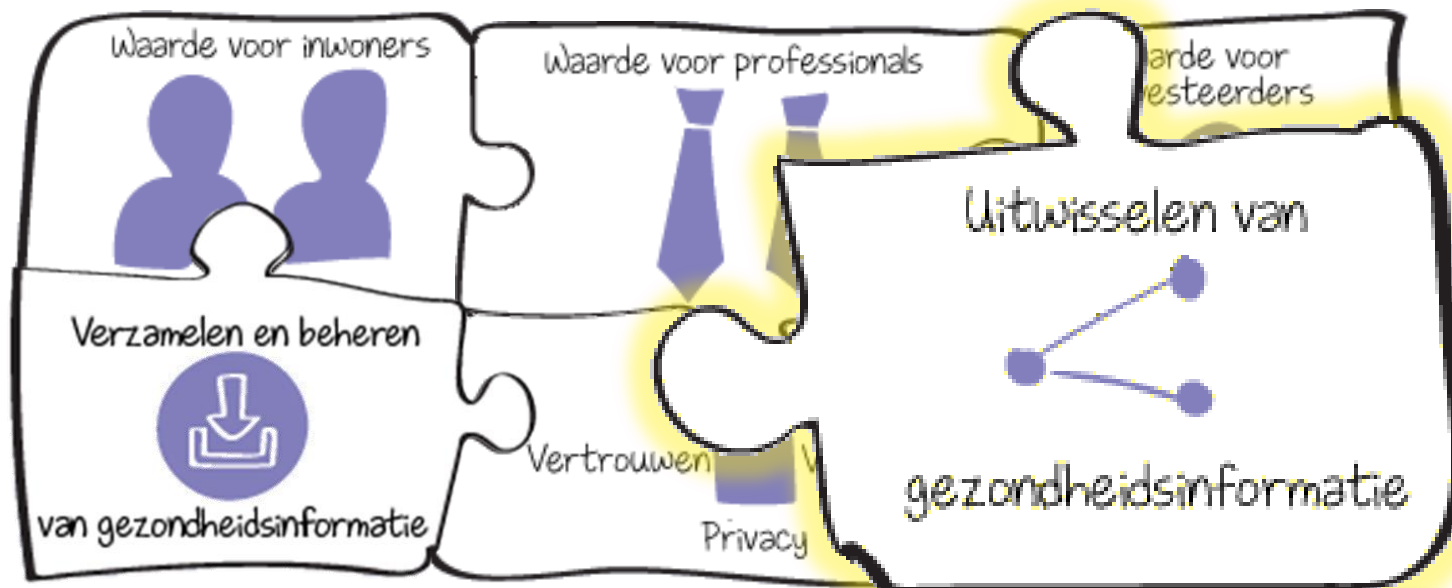 Waarde voor inwoners
Waarde voor professionals
arde voor
esteerders
Verzamelen en beheren
van gezondheidsinformatie
Vertrouwen
Privacy
Uitwisselen van
gezondheidsinformatie